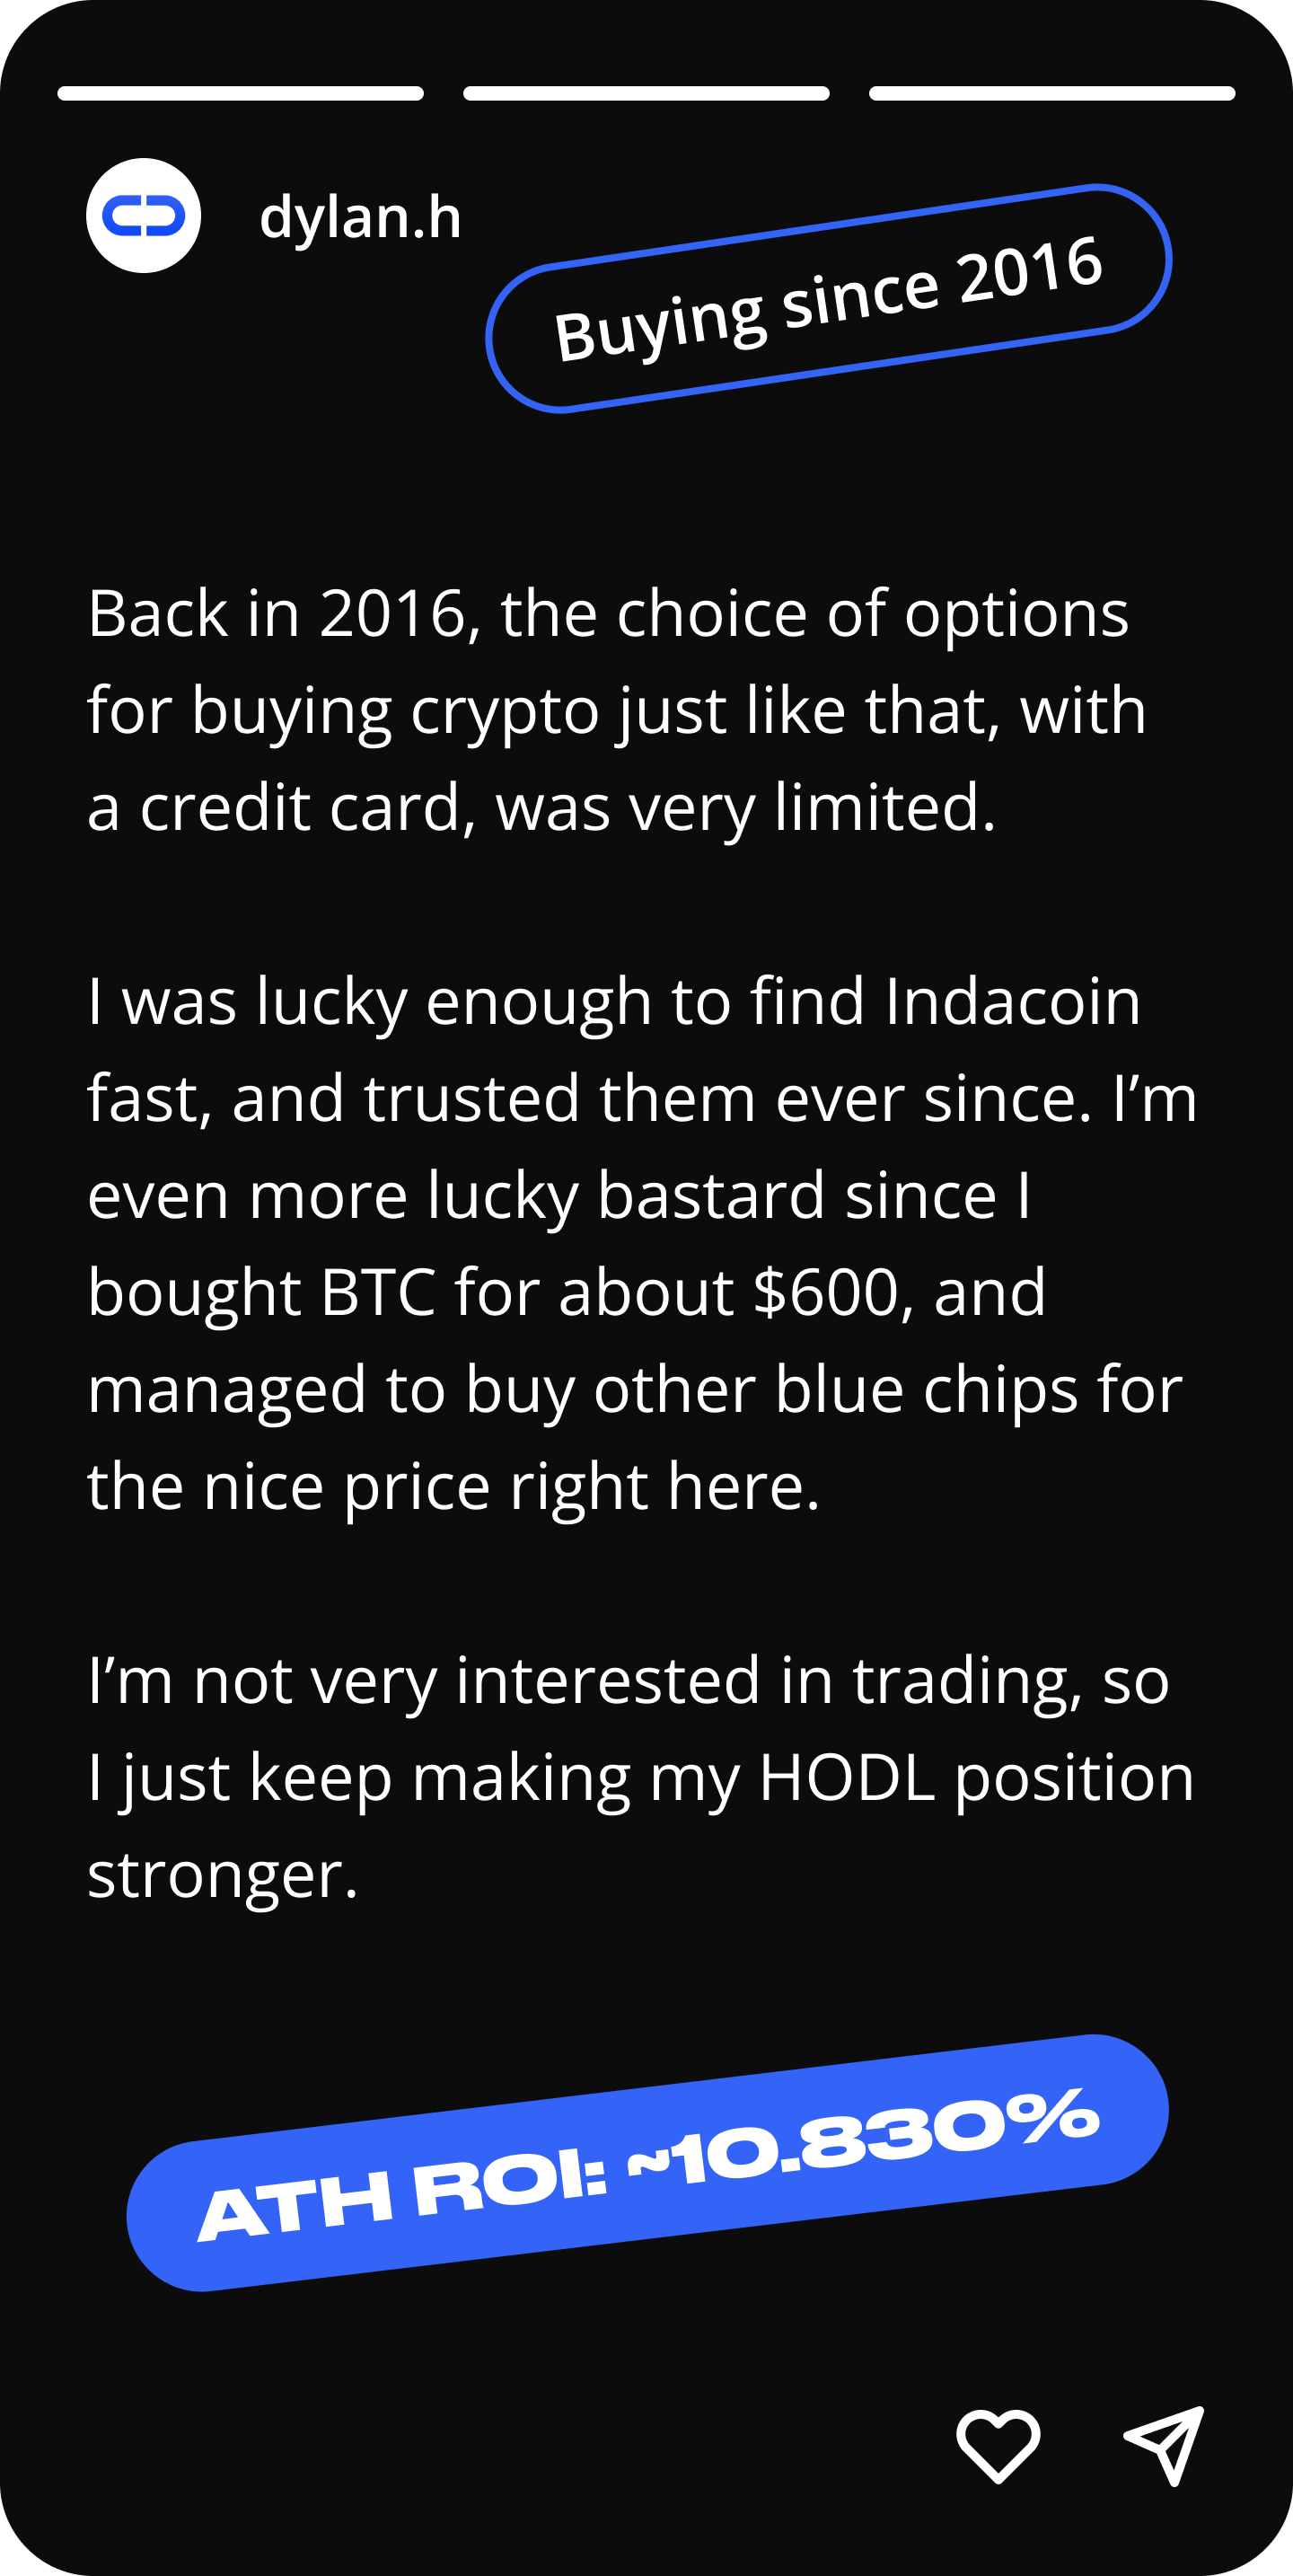 dylan.h
Buying since 2016
Back in 2016, the choice of options
for buying crypto just like that, with
a credit card, was very limited.
I was lucky enough to find Indacoin
fast, and trusted them ever since. I’m
even more lucky bastard since I
bought BTC for about $600, and
managed to buy other blue chips for
the nice price right here.
I’m not very interested in trading, so
I just keep making my HODL position
stronger.
ATH ROI: ~10.830%